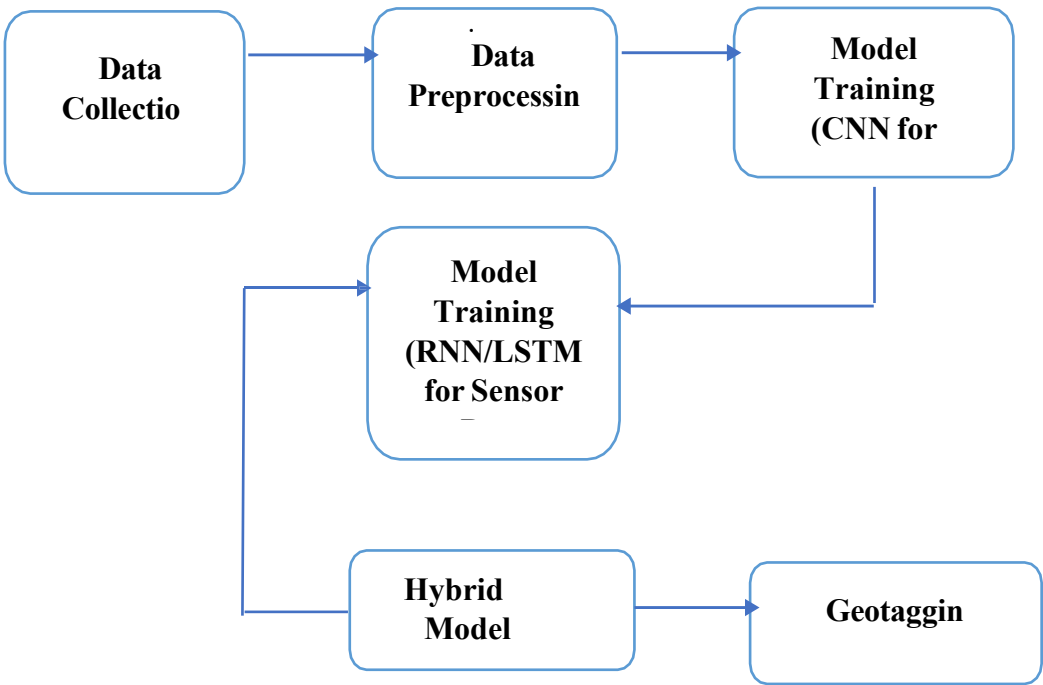 Data
Collectio
.
Data
Preprocessin
Model
Training
(CNN for
Model
Training
(RNN/LSTM
for Sensor
Hybrid
Model
Geotaggin